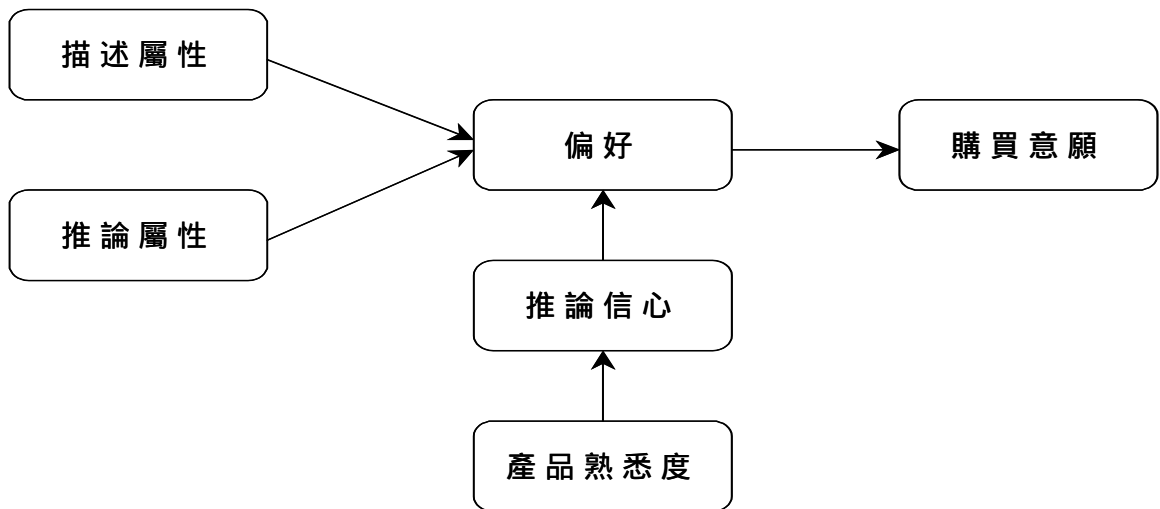 描述屬性
偏好
購買意願
推論屬性
推論信心
產品熟悉度